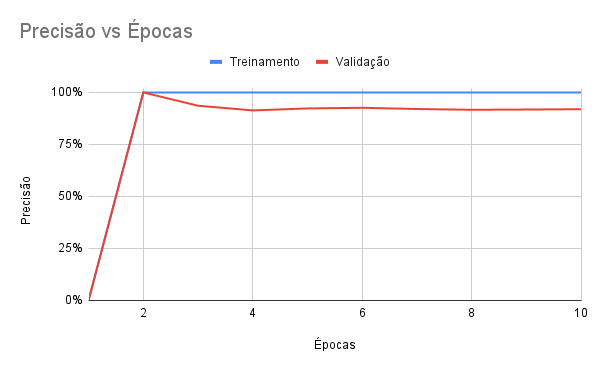 Precisão vs Épocas
Treinamento Validação
100%
75%
50%
25%
0%
Precisão
2 4 6 8 10
Épocas